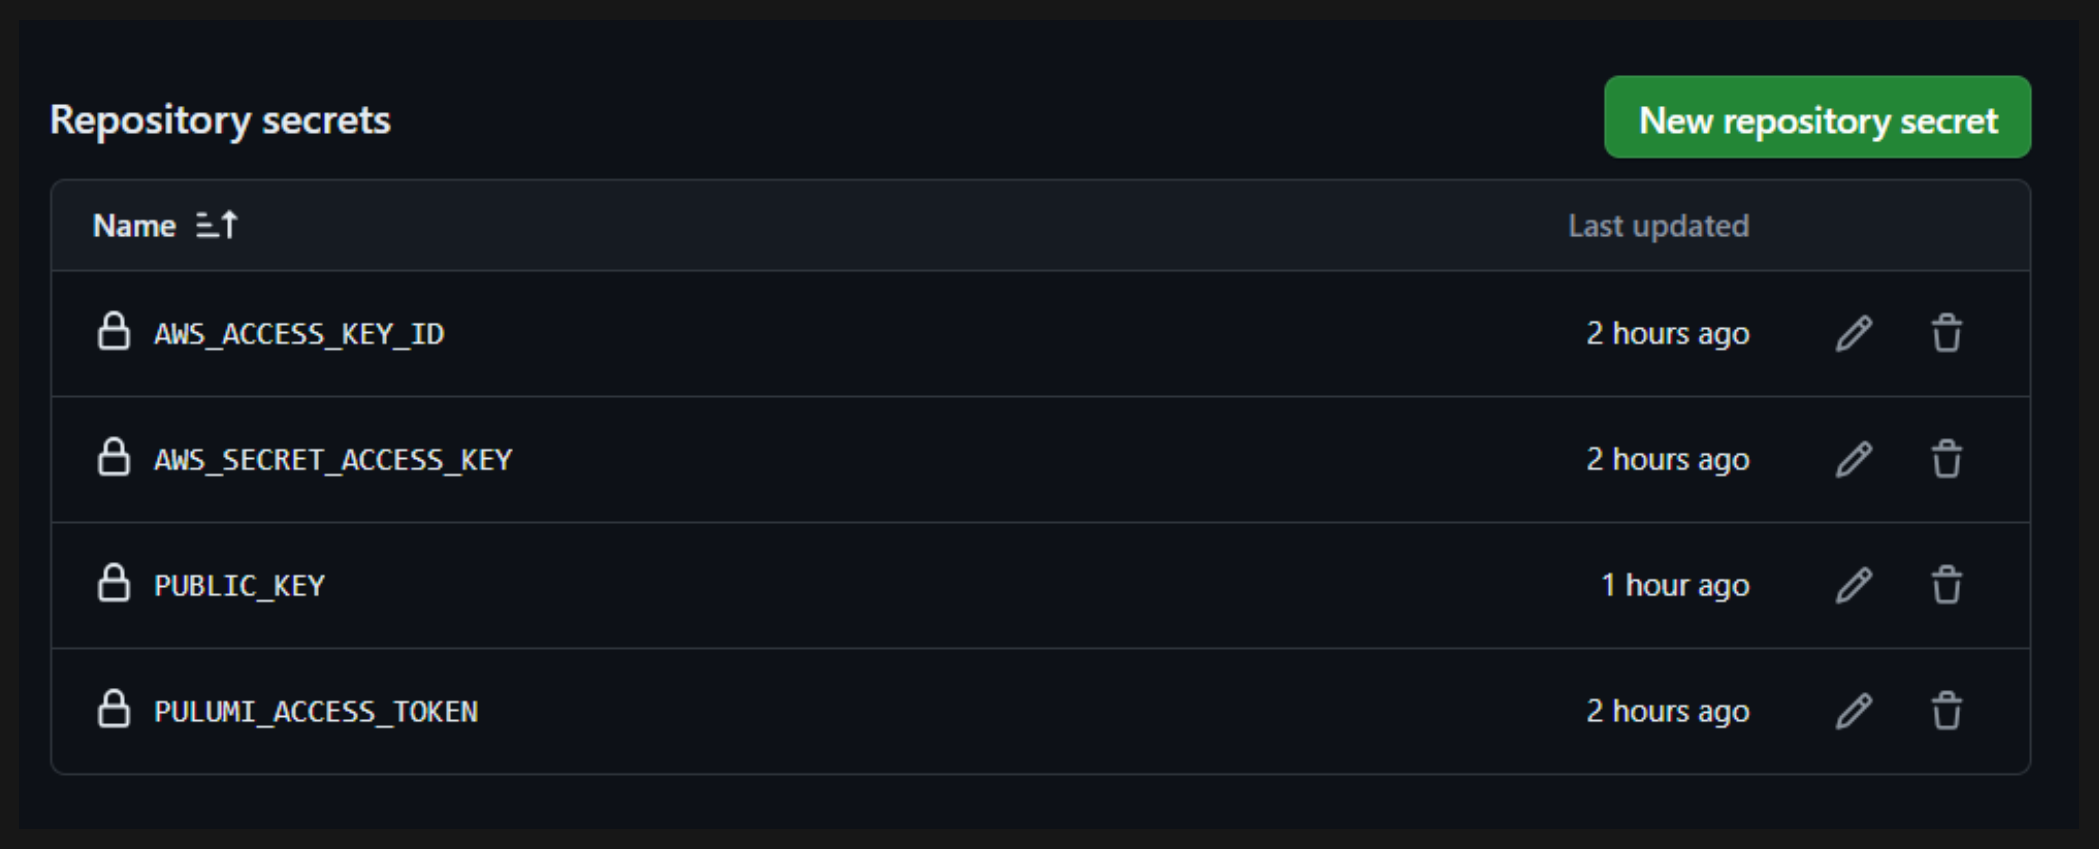 Repository secrets
New repository secret
Name
Last updated
AWS_ACCESS_KEY_ID 2 hours ago
AWS_SECRET_ACCESS_KEY 2 hours ago
PUBLIC_KEY 1 hour ago
PULUMI_ACCESS_TOKEN 2 hours ago